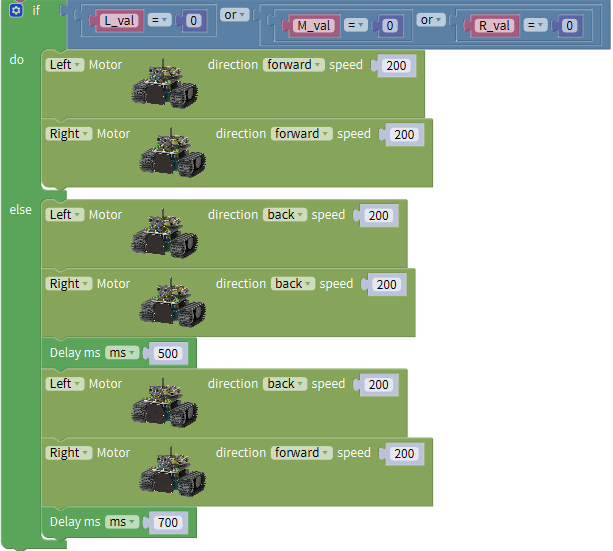 if L_val = 0 or M_val = 0 or R_val = 0
do Left Motor direction forward speed 200
Right Motor direction forward speed 200
else Left Motor direction back speed 200
Right Motor direction back speed 200
Delay ms ms 500
Left Motor direction back speed 200
Right Motor direction forward speed 200
Delay ms ms 700